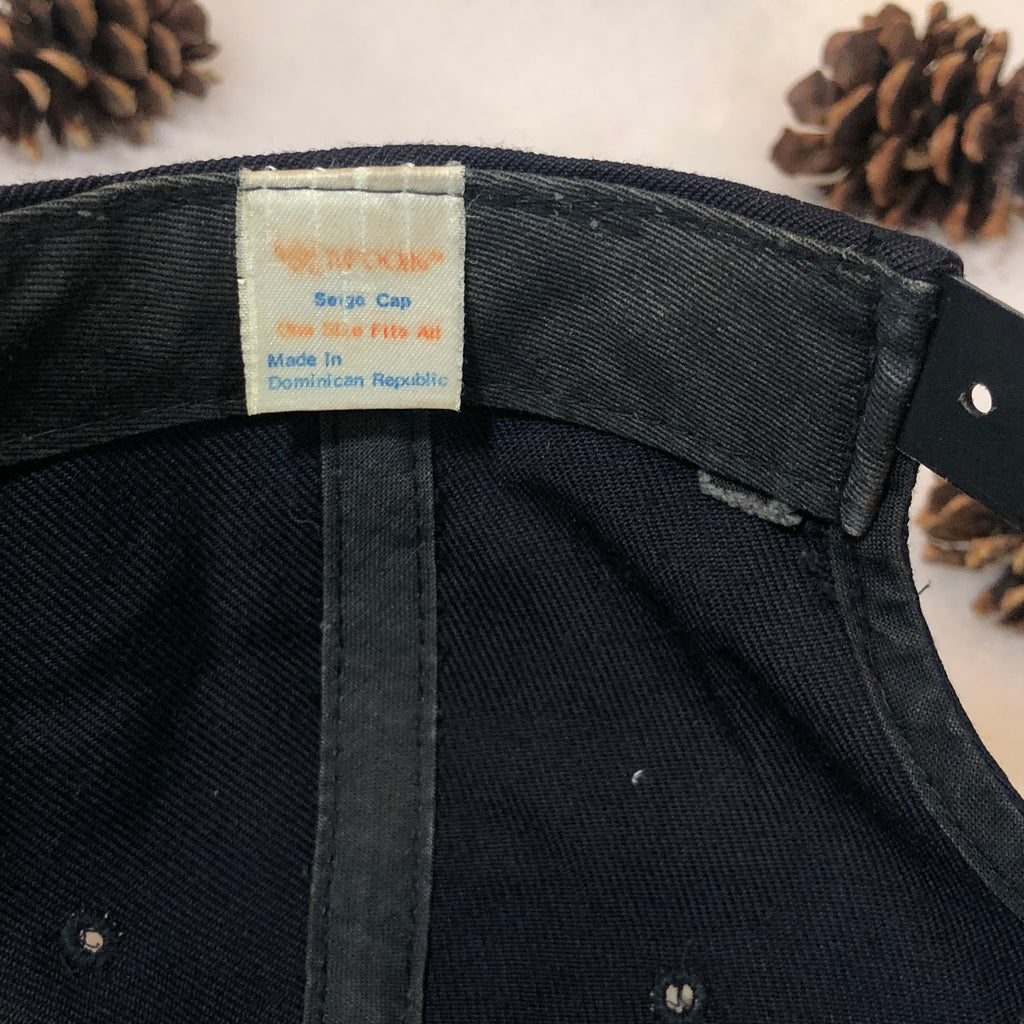 Serge Cap
One Size Fits All
Made In
Dominican Republic